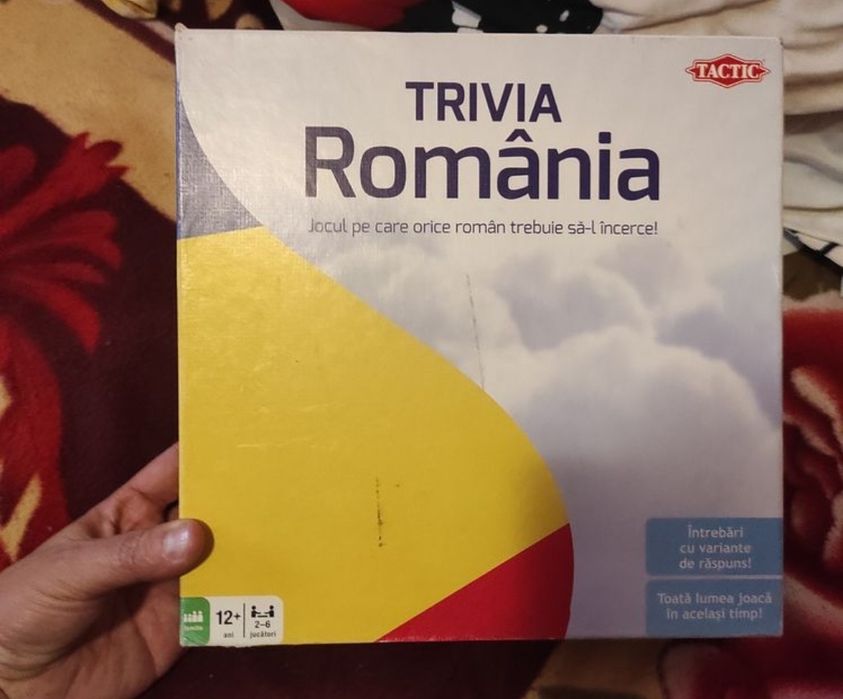 TACTIC
TRIVIA
România
Jocul pe care orice român trebuie să-l încerce!
Întrebări
cu variante
de răspuns!
Toată lumea joacă
în același timp!
familie
12+
ani
2-6
jucători